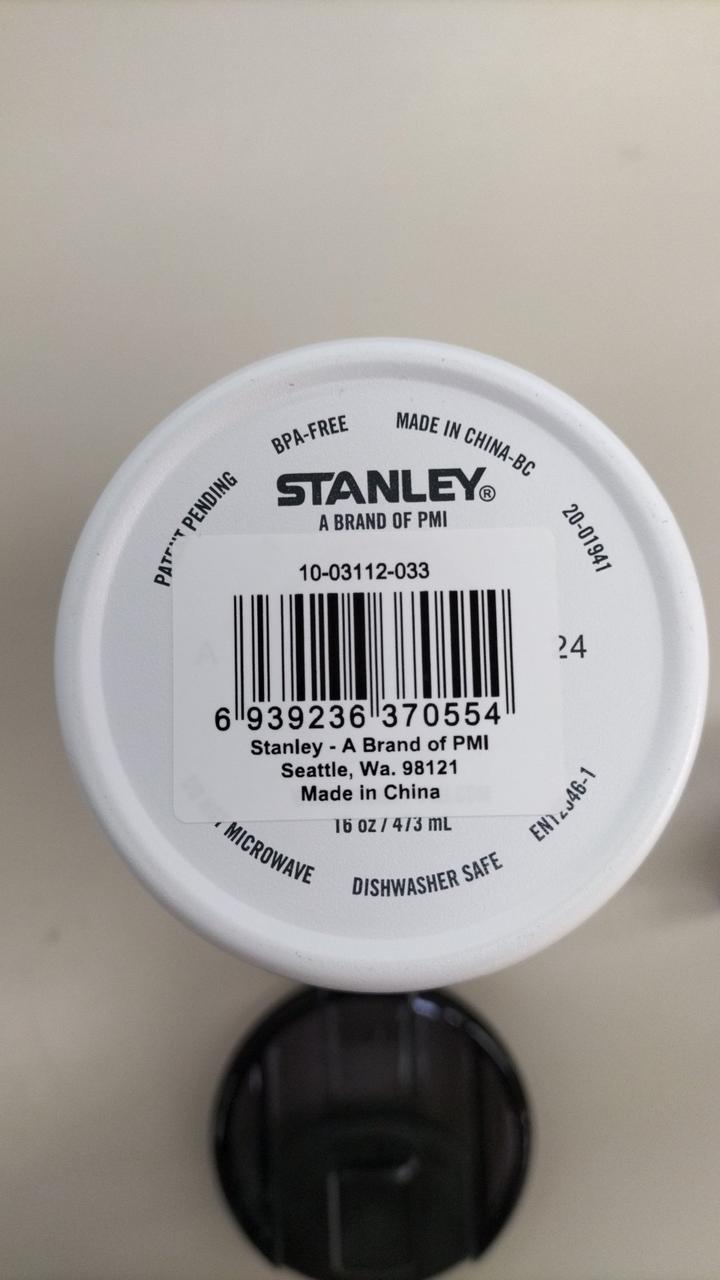 BPA-FREE
MADE IN CHINA-BC
PATENT PENDING
STANLEY®
A BRAND OF PMI
20-01941
10-03112-033
24
6 939236 370554
Stanley - A Brand of PMI
Seattle, Wa. 98121
Made in China
16 oz / 473 mL
MICROWAVE
DISHWASHER SAFE